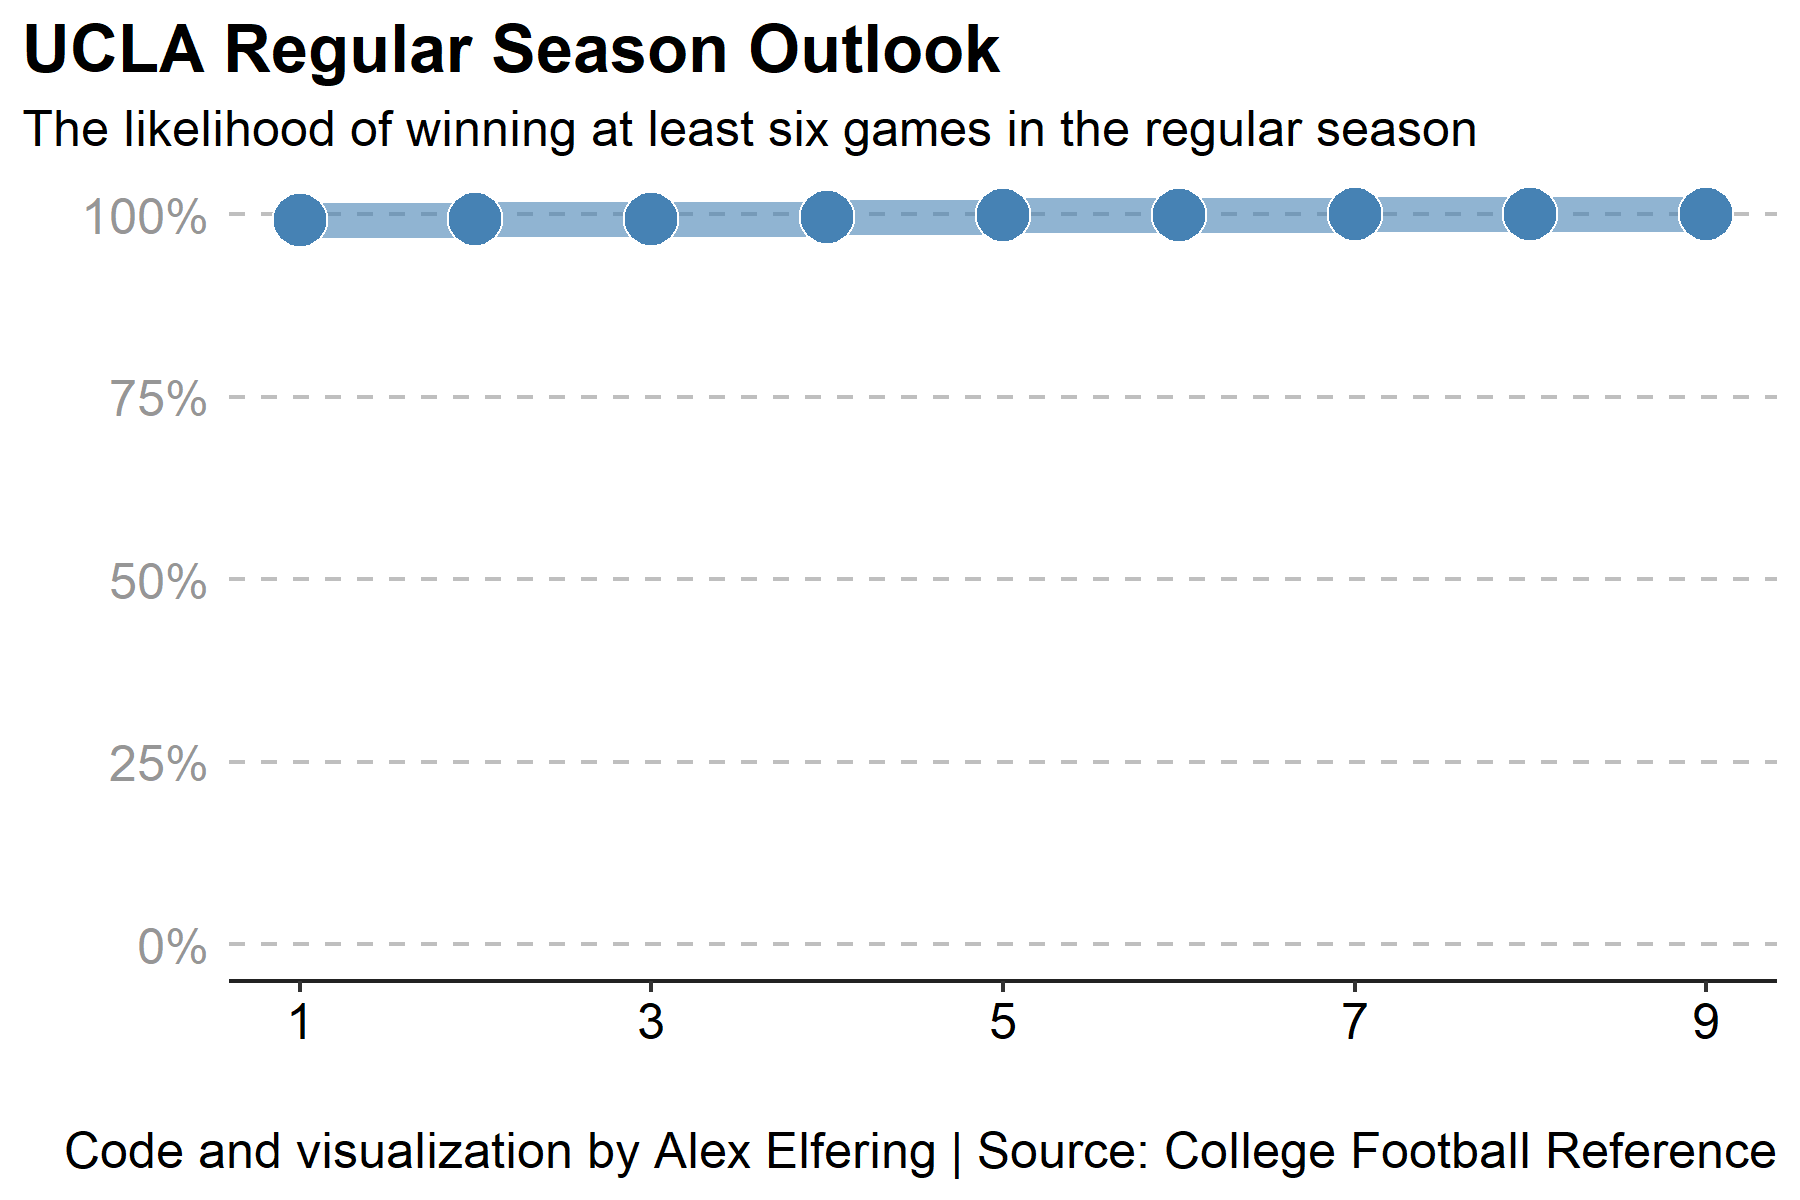 UCLA Regular Season Outlook
The likelihood of winning at least six games in the regular season
100%
75%
50%
25%
0%
1 3 5 7 9
Code and visualization by Alex Elfering | Source: College Football Reference